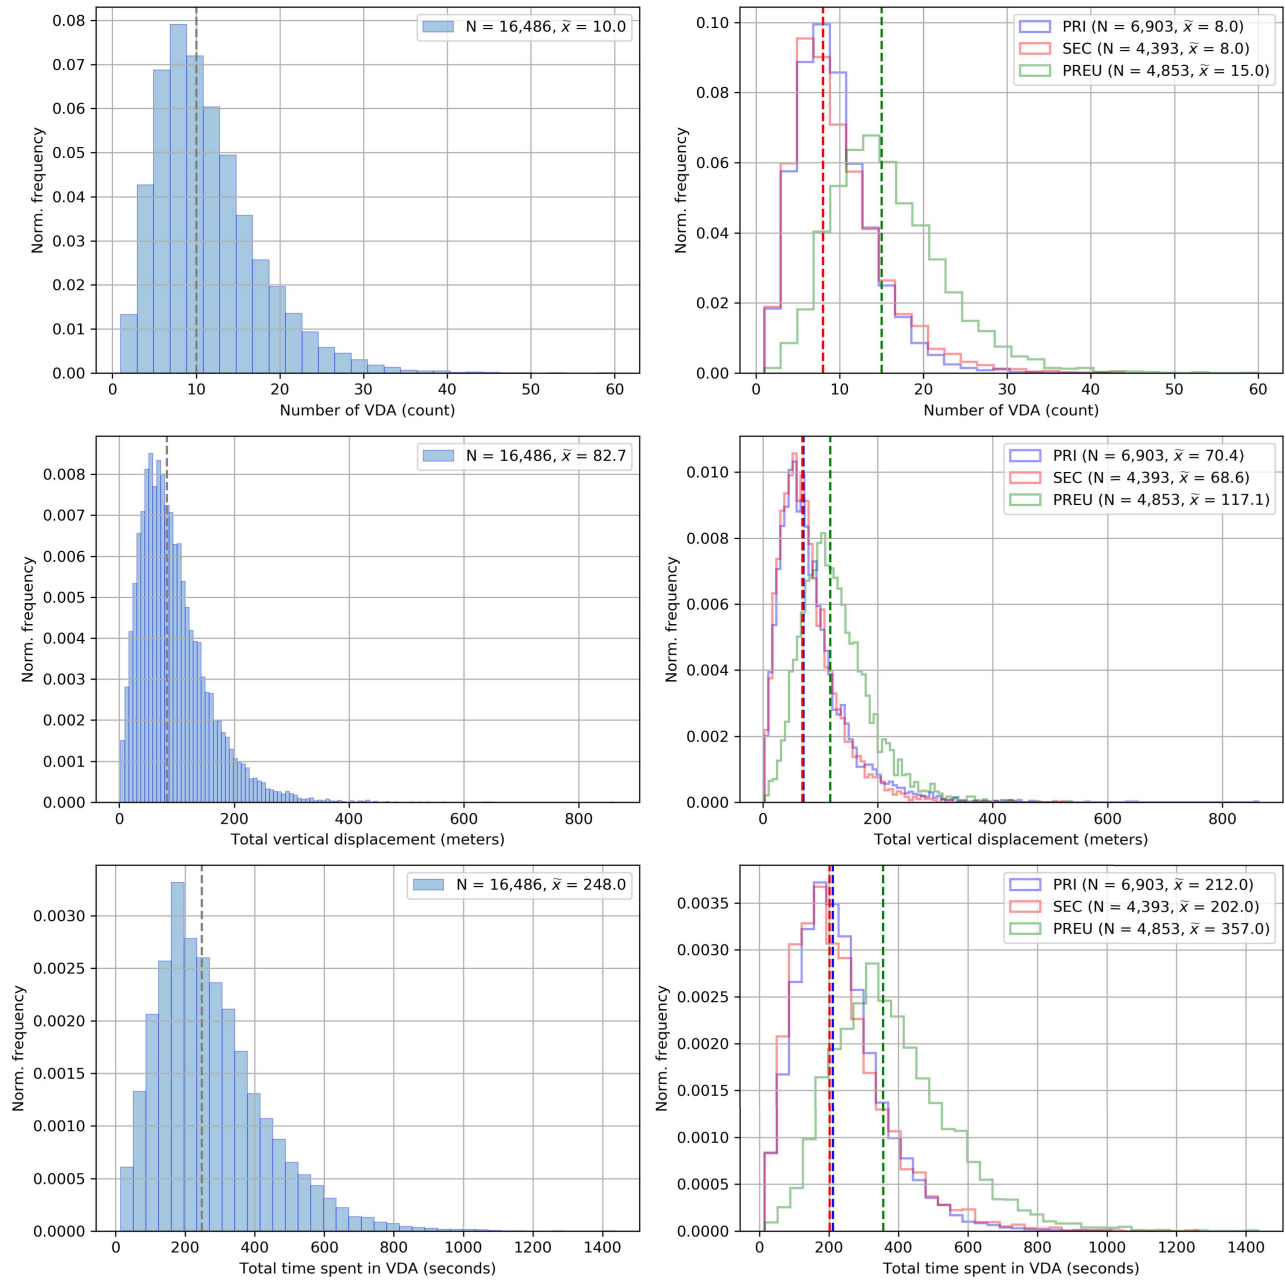 N = 16,486, x̃ = 10.0
Norm. frequency
0.08
0.07
0.06
0.05
0.04
0.03
0.02
0.01
0.00
0 10 20 30 40 50 60
Number of VDA (count)
PRI (N = 6,903, x̃ = 8.0)
SEC (N = 4,393, x̃ = 8.0)
PREU (N = 4,853, x̃ = 15.0)
Norm. frequency
0.10
0.08
0.06
0.04
0.02
0.00
0 10 20 30 40 50 60
Number of VDA (count)
N = 16,486, x̃ = 82.7
Norm. frequency
0.008
0.007
0.006
0.005
0.004
0.003
0.002
0.001
0.000
0 200 400 600 800
Total vertical displacement (meters)
PRI (N = 6,903, x̃ = 70.4)
SEC (N = 4,393, x̃ = 68.6)
PREU (N = 4,853, x̃ = 117.1)
Norm. frequency
0.010
0.008
0.006
0.004
0.002
0.000
0 200 400 600 800
Total vertical displacement (meters)
N = 16,486, x̃ = 248.0
Norm. frequency
0.0030
0.0025
0.0020
0.0015
0.0010
0.0005
0.0000
0 200 400 600 800 1000 1200 1400
Total time spent in VDA (seconds)
PRI (N = 6,903, x̃ = 212.0)
SEC (N = 4,393, x̃ = 202.0)
PREU (N = 4,853, x̃ = 357.0)
Norm. frequency
0.0035
0.0030
0.0025
0.0020
0.0015
0.0010
0.0005
0.0000
0 200 400 600 800 1000 1200 1400
Total time spent in VDA (seconds)